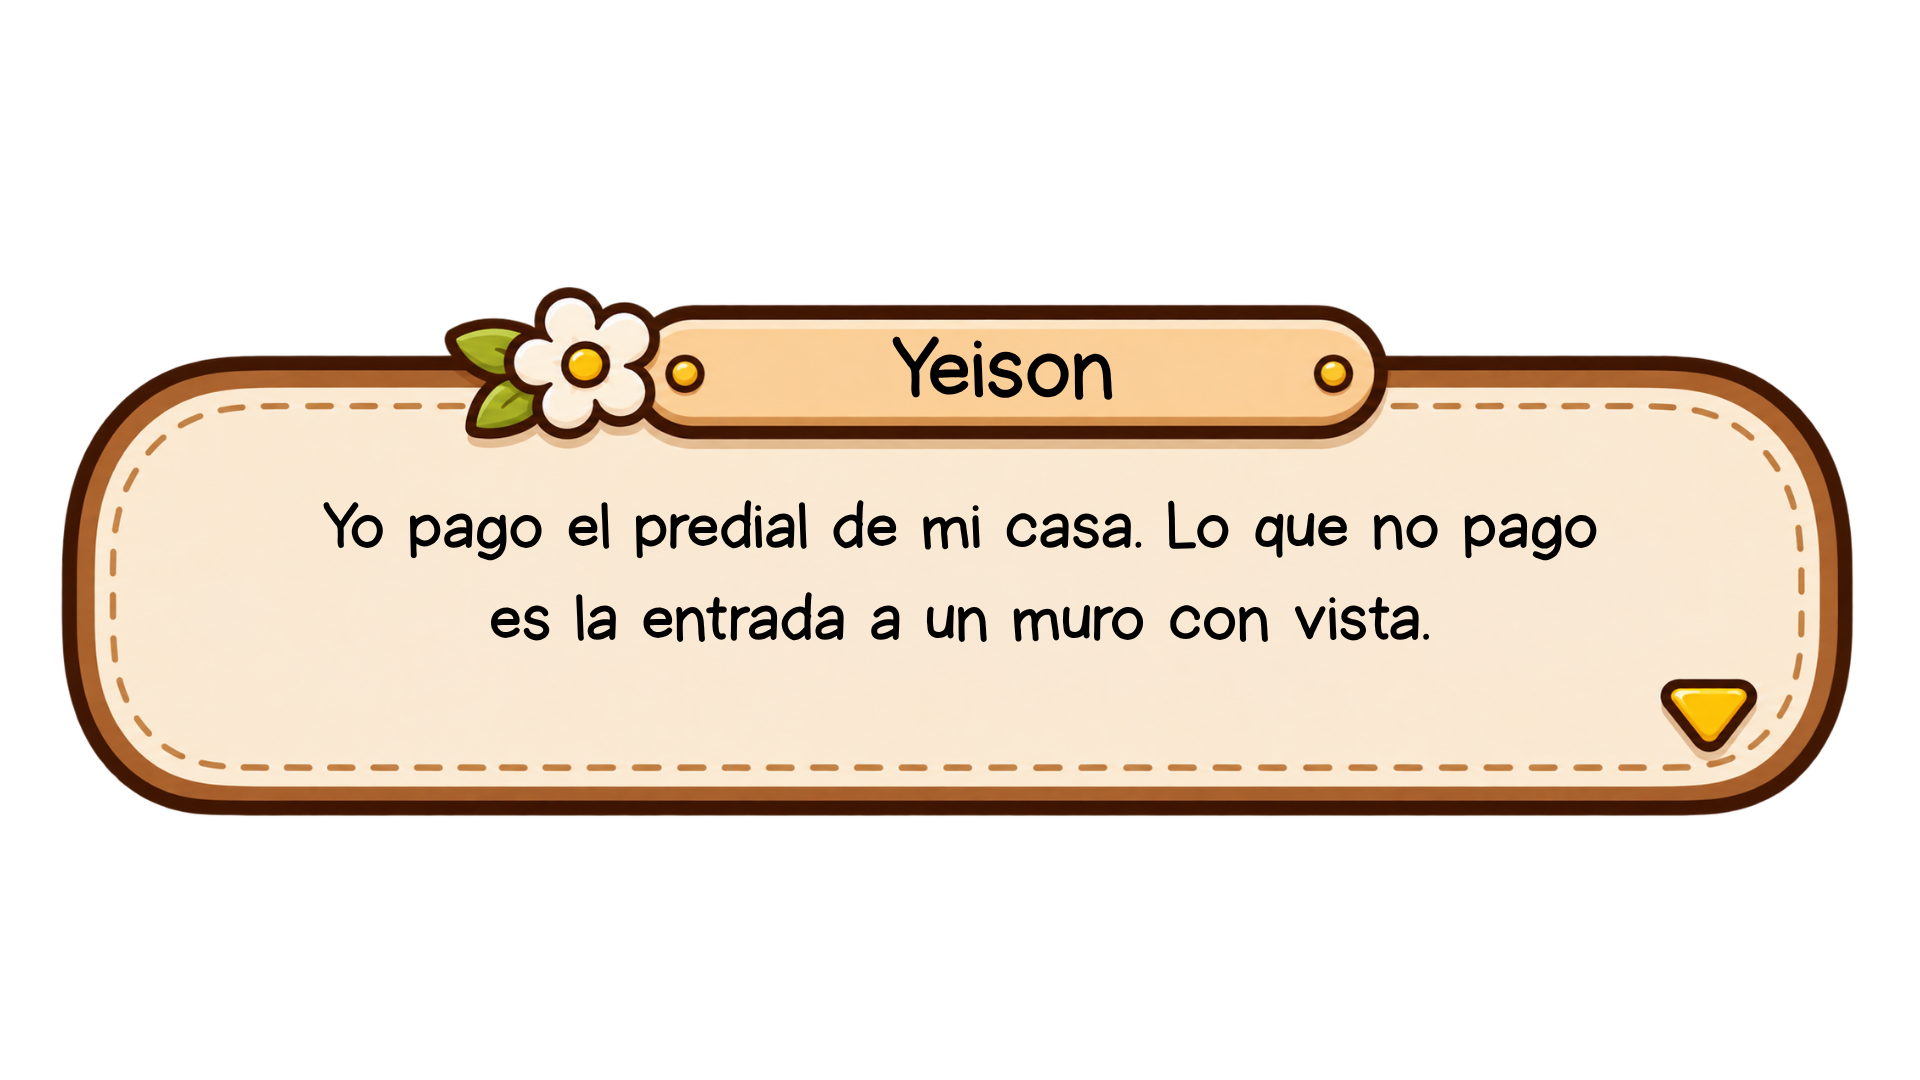 Yeison
Yo pago el predial de mi casa. Lo que no pago
es la entrada a un muro con vista.